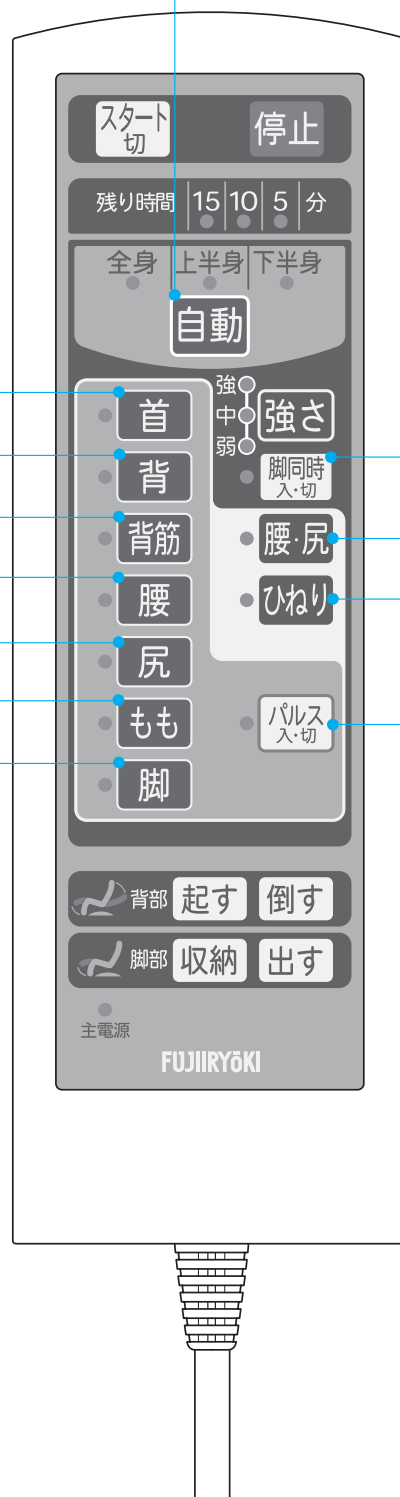 スタート
切
停止
残り時間 15 10 5 分
全身 上半身 下半身
自動
強
中
弱
強さ
脚同時
入・切
首
背
背筋
腰
尻
もも
脚
腰・尻
ひねり
パルス
入・切
背部 起す 倒す
脚部 収納 出す
主電源
FUJIIRYōKI